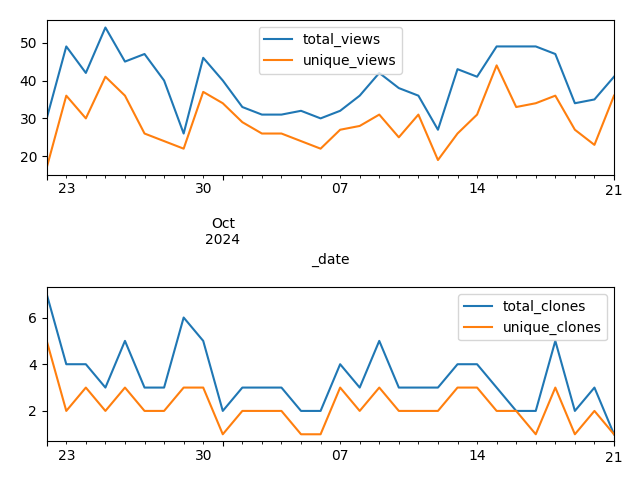 total_views
unique_views
50
40
30
20
23 30 07 14 21
Oct
2024
_date
total_clones
unique_clones
6
4
2
23 30 07 14 21